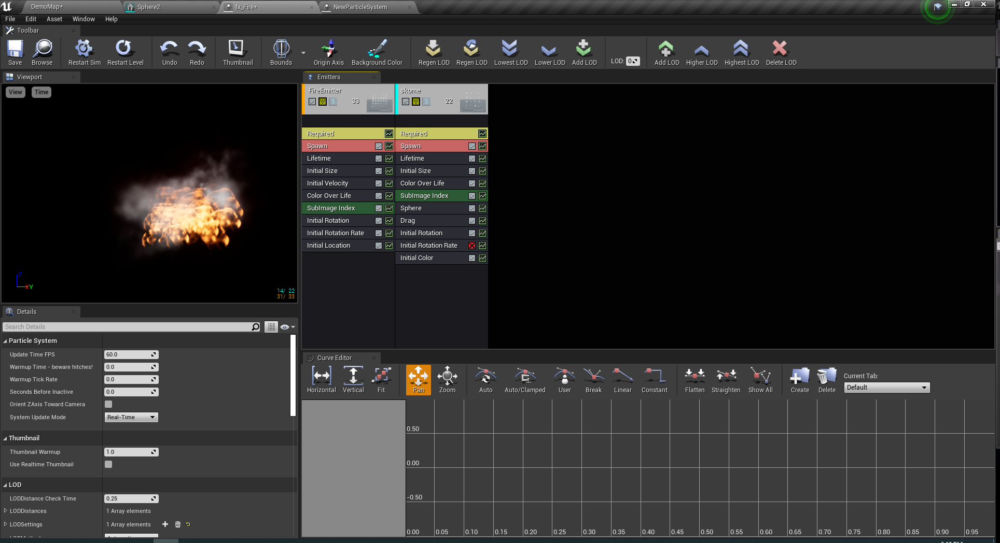 DemoMap*
Sphere2
fx_Fire*
NewParticleSystem
File Edit Asset Window Help
Toolbar
Save Browse Restart Sim Restart Level Undo Redo Thumbnail Bounds Origin Axis Background Color Regen LOD Regen LOD Lowest LOD Lower LOD Add LOD LOD: 0 Add LOD Higher LOD Highest LOD Delete LOD
Viewport
View Time
Z
X Y
14/ 22
31/ 33
Emitters
FireEmitter
S 33
skome
S 22
Required
Spawn
Lifetime
Initial Size
Initial Velocity
Color Over Life
SubImage Index
Initial Rotation
Initial Rotation Rate
Initial Location
Required
Spawn
Lifetime
Initial Size
Color Over Life
SubImage Index
Sphere
Drag
Initial Rotation
Initial Rotation Rate
Initial Color
Details
Search Details
Particle System
Update Time FPS 60.0
Warmup Time - beware hitches! 0.0
Warmup Tick Rate 0.0
Seconds Before Inactive 0.0
Orient ZAxis Toward Camera
System Update Mode Real-Time
Thumbnail
Thumbnail Warmup 1.0
Use Realtime Thumbnail
LOD
LODDistance Check Time 0.25
LODDistances 1 Array elements
LODSettings 1 Array elements
Curve Editor
Horizontal Vertical Fit Pan Zoom Auto Auto/Clamped User Break Linear Constant Flatten Straighten Show All Create Delete
Current Tab:
Default
0.50
0.00
-0.50
0.00 0.05 0.10 0.15 0.20 0.25 0.30 0.35 0.40 0.45 0.50 0.55 0.60 0.65 0.70 0.75 0.80 0.85 0.90 0.95